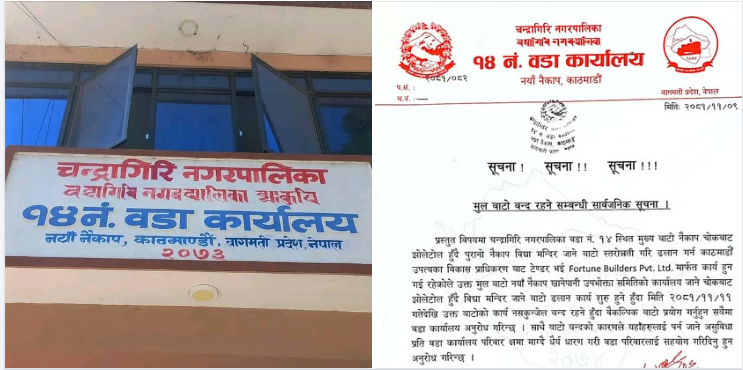 चन्द्रागिरि नगरपालिका
१४ नं. वडा कार्यालय
नयाँ नैकाप, काठमाण्डौं, वागमती प्रदेश, नेपाल
२०७३
चन्द्रागिरि नगरपालिका
१४ नं. वडा कार्यालय
नयाँ नैकाप, काठमाडौं
२०८१/०८२
प.सं.:
च.नं.:
बागमती प्रदेश, नेपाल
मितिः २०८१/११/०९
सूचना ! सूचना !! सूचना !!!
मुल बाटो बन्द रहने सम्बन्धी सार्वजनिक सूचना ।
प्रस्तुत बिषयमा चन्द्रागिरि नगरपालिका वडा नं. १४ स्थित मुख्य बाटो नैकाप चोकबाट
झोलेटोल हुँदै पुरानो नैकाप विद्या मन्दिर जाने बाटो स्तरोन्नती गरि ढलान गर्न काठमाडौं
उपत्यका विकास प्राधिकरण बाट टेण्डर भई Fortune Builders Pvt. Ltd. मार्फत कार्य हुन
गई रहेकोले उक्त मुल बाटो नयाँ नैकाप खानेपानी उपभोक्ता समितिको कार्यालय जाने चोकबाट
झोलेटोल हुँदै विद्या मन्दिर जाने बाटो ढलान कार्य शुरु हुने हुँदा मिति २०८१/११/११
गतेदेखि उक्त बाटोको कार्य नसकुन्जेल बन्द रहने हुँदा बैकल्पिक बाटो प्रयोग गर्नुहुन सबैमा
वडा कार्यालय अनुरोध गरिन्छ । साथै बाटो बन्दको कारणले यहाँहरुलाई पर्न जाने असुबिधा
प्रति वडा कार्यालय परिवार क्षमा माग्दै धैर्य धारण गरी वडा परिवारलाई सहयोग गरिदिनु हुन
अनुरोध गरिन्छ ।